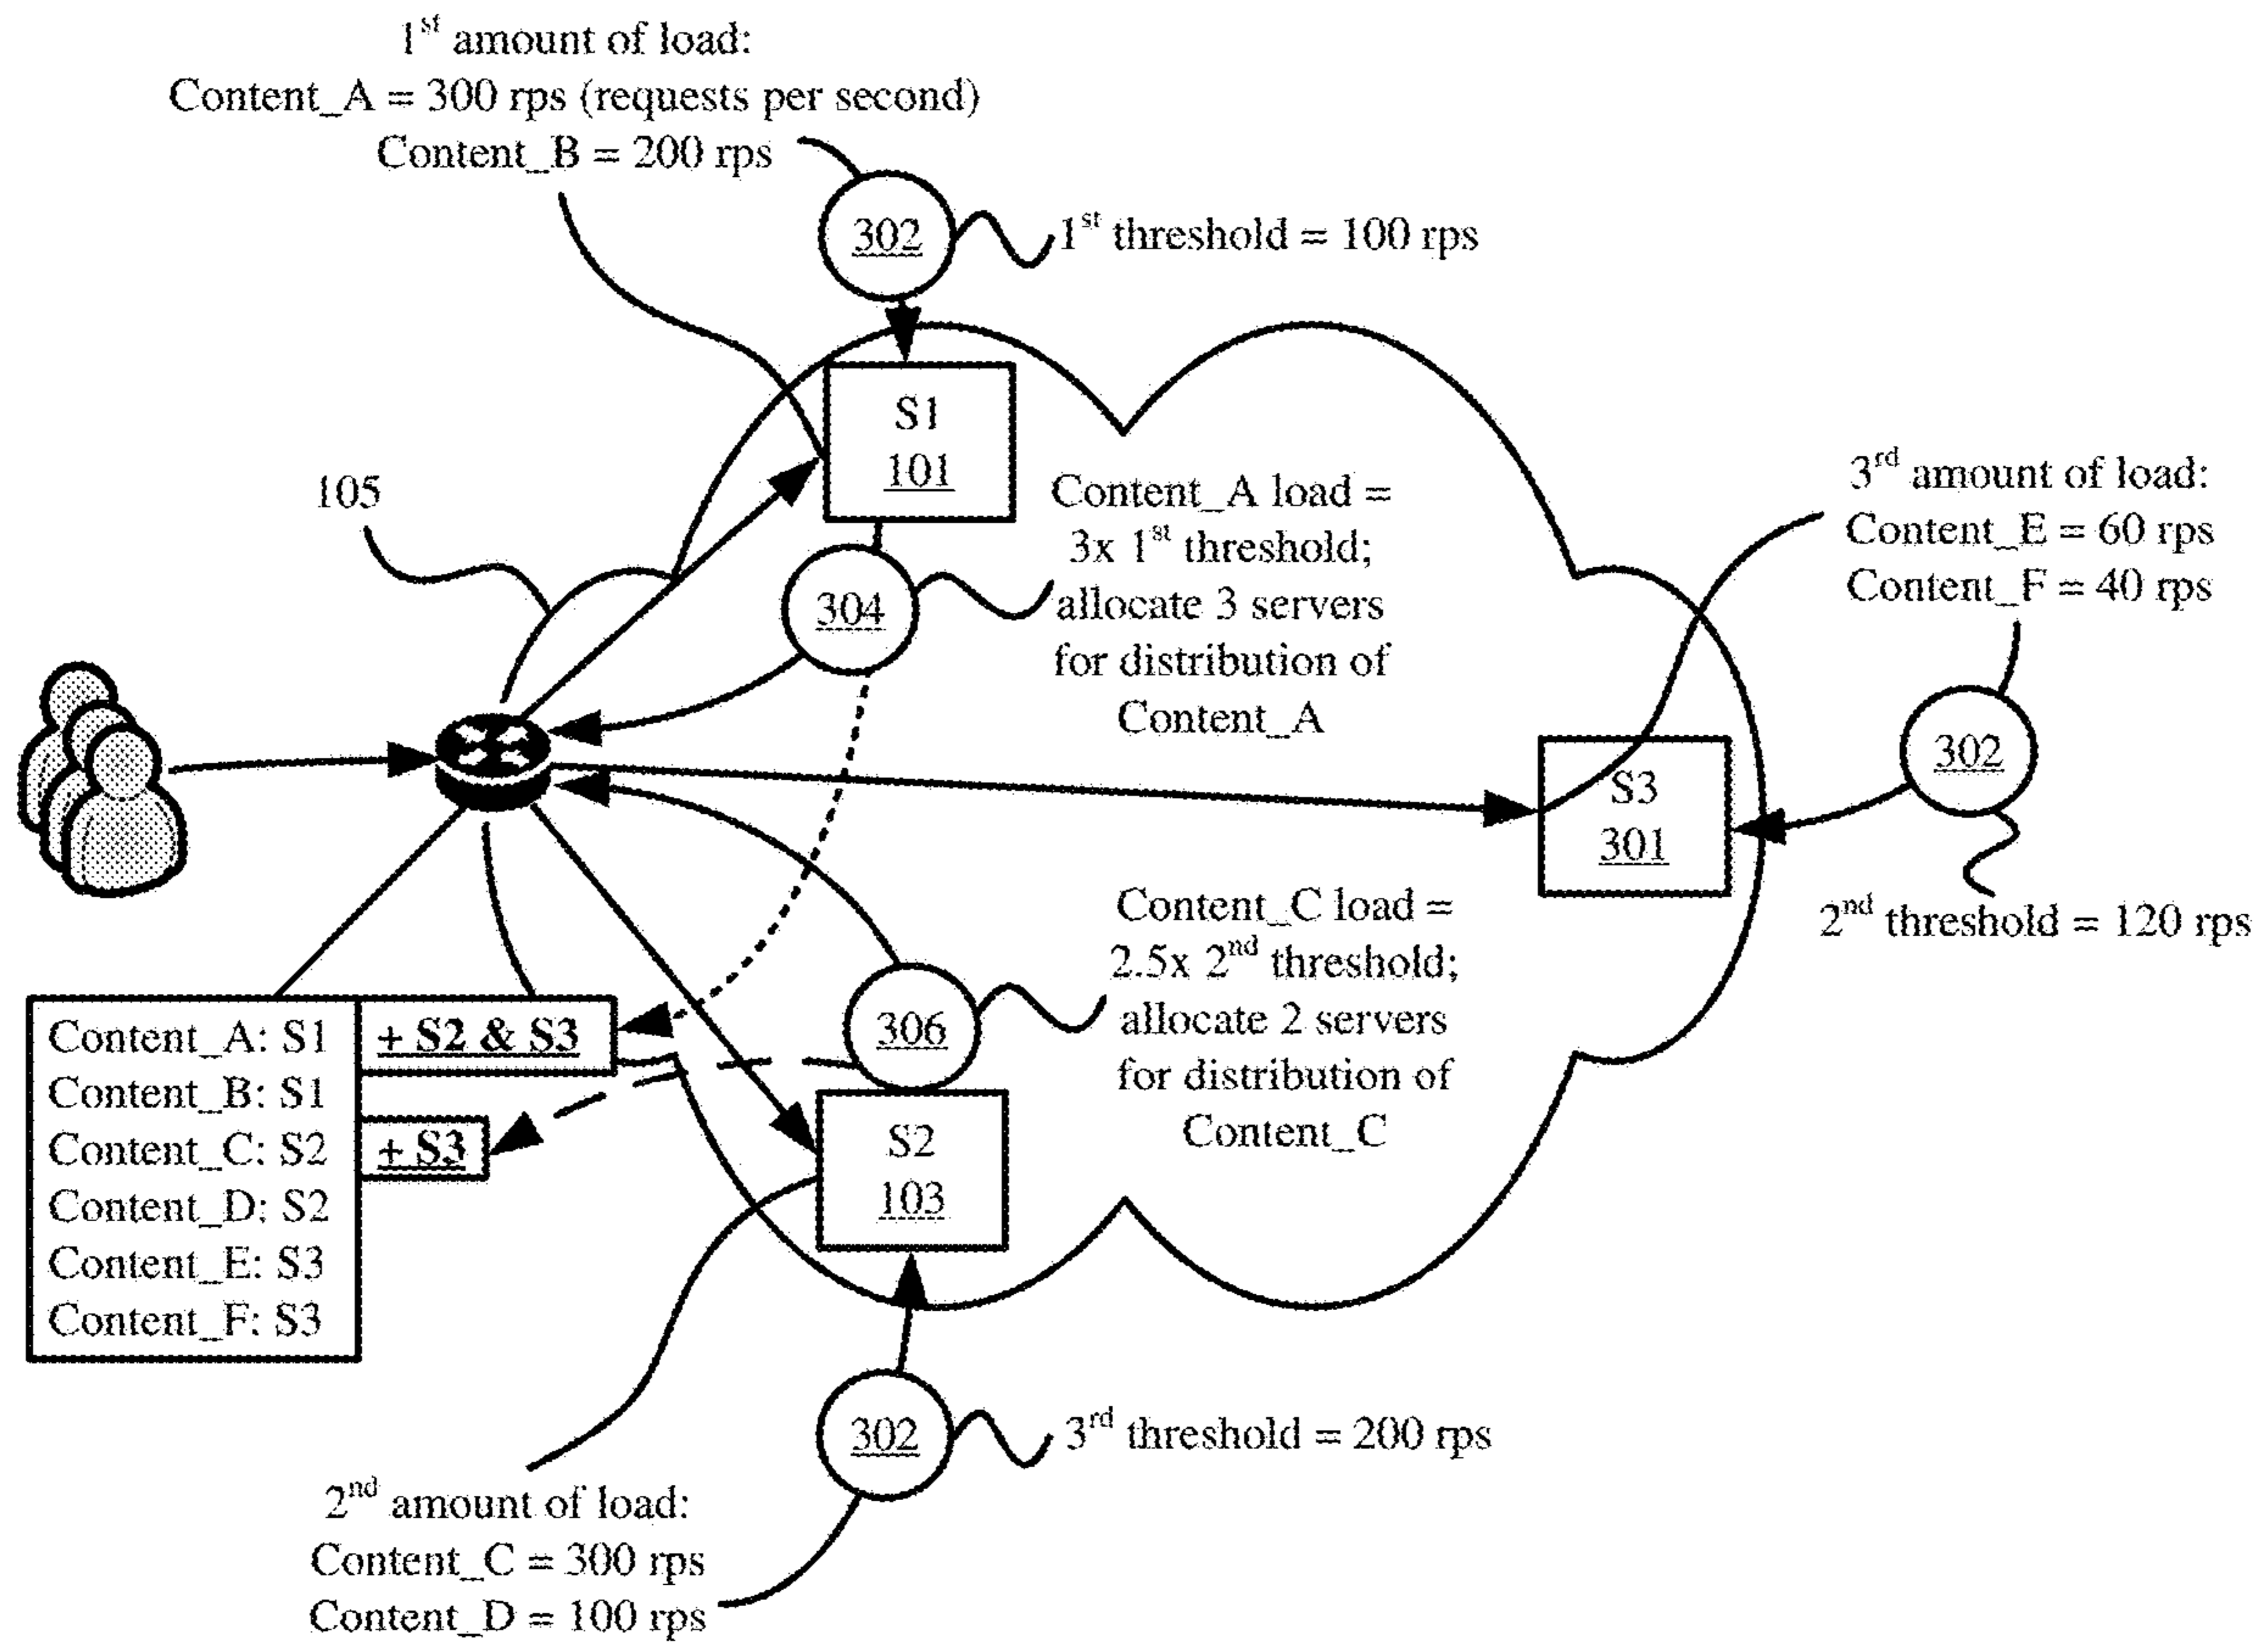 1st amount of load:
Content_A = 300 rps (requests per second)
Content_B = 200 rps
302
1st threshold = 100 rps
S1
101
105
Content_A load =
3x 1st threshold;
allocate 3 servers
for distribution of
Content_A
304
3rd amount of load:
Content_E = 60 rps
Content_F = 40 rps
302
S3
301
2nd threshold = 120 rps
Content_C load =
2.5x 2nd threshold;
allocate 2 servers
for distribution of
Content_C
306
Content_A: S1 + S2 & S3
Content_B: S1
Content_C: S2 + S3
Content_D: S2
Content_E: S3
Content_F: S3
S2
103
302
3rd threshold = 200 rps
2nd amount of load:
Content_C = 300 rps
Content_D = 100 rps